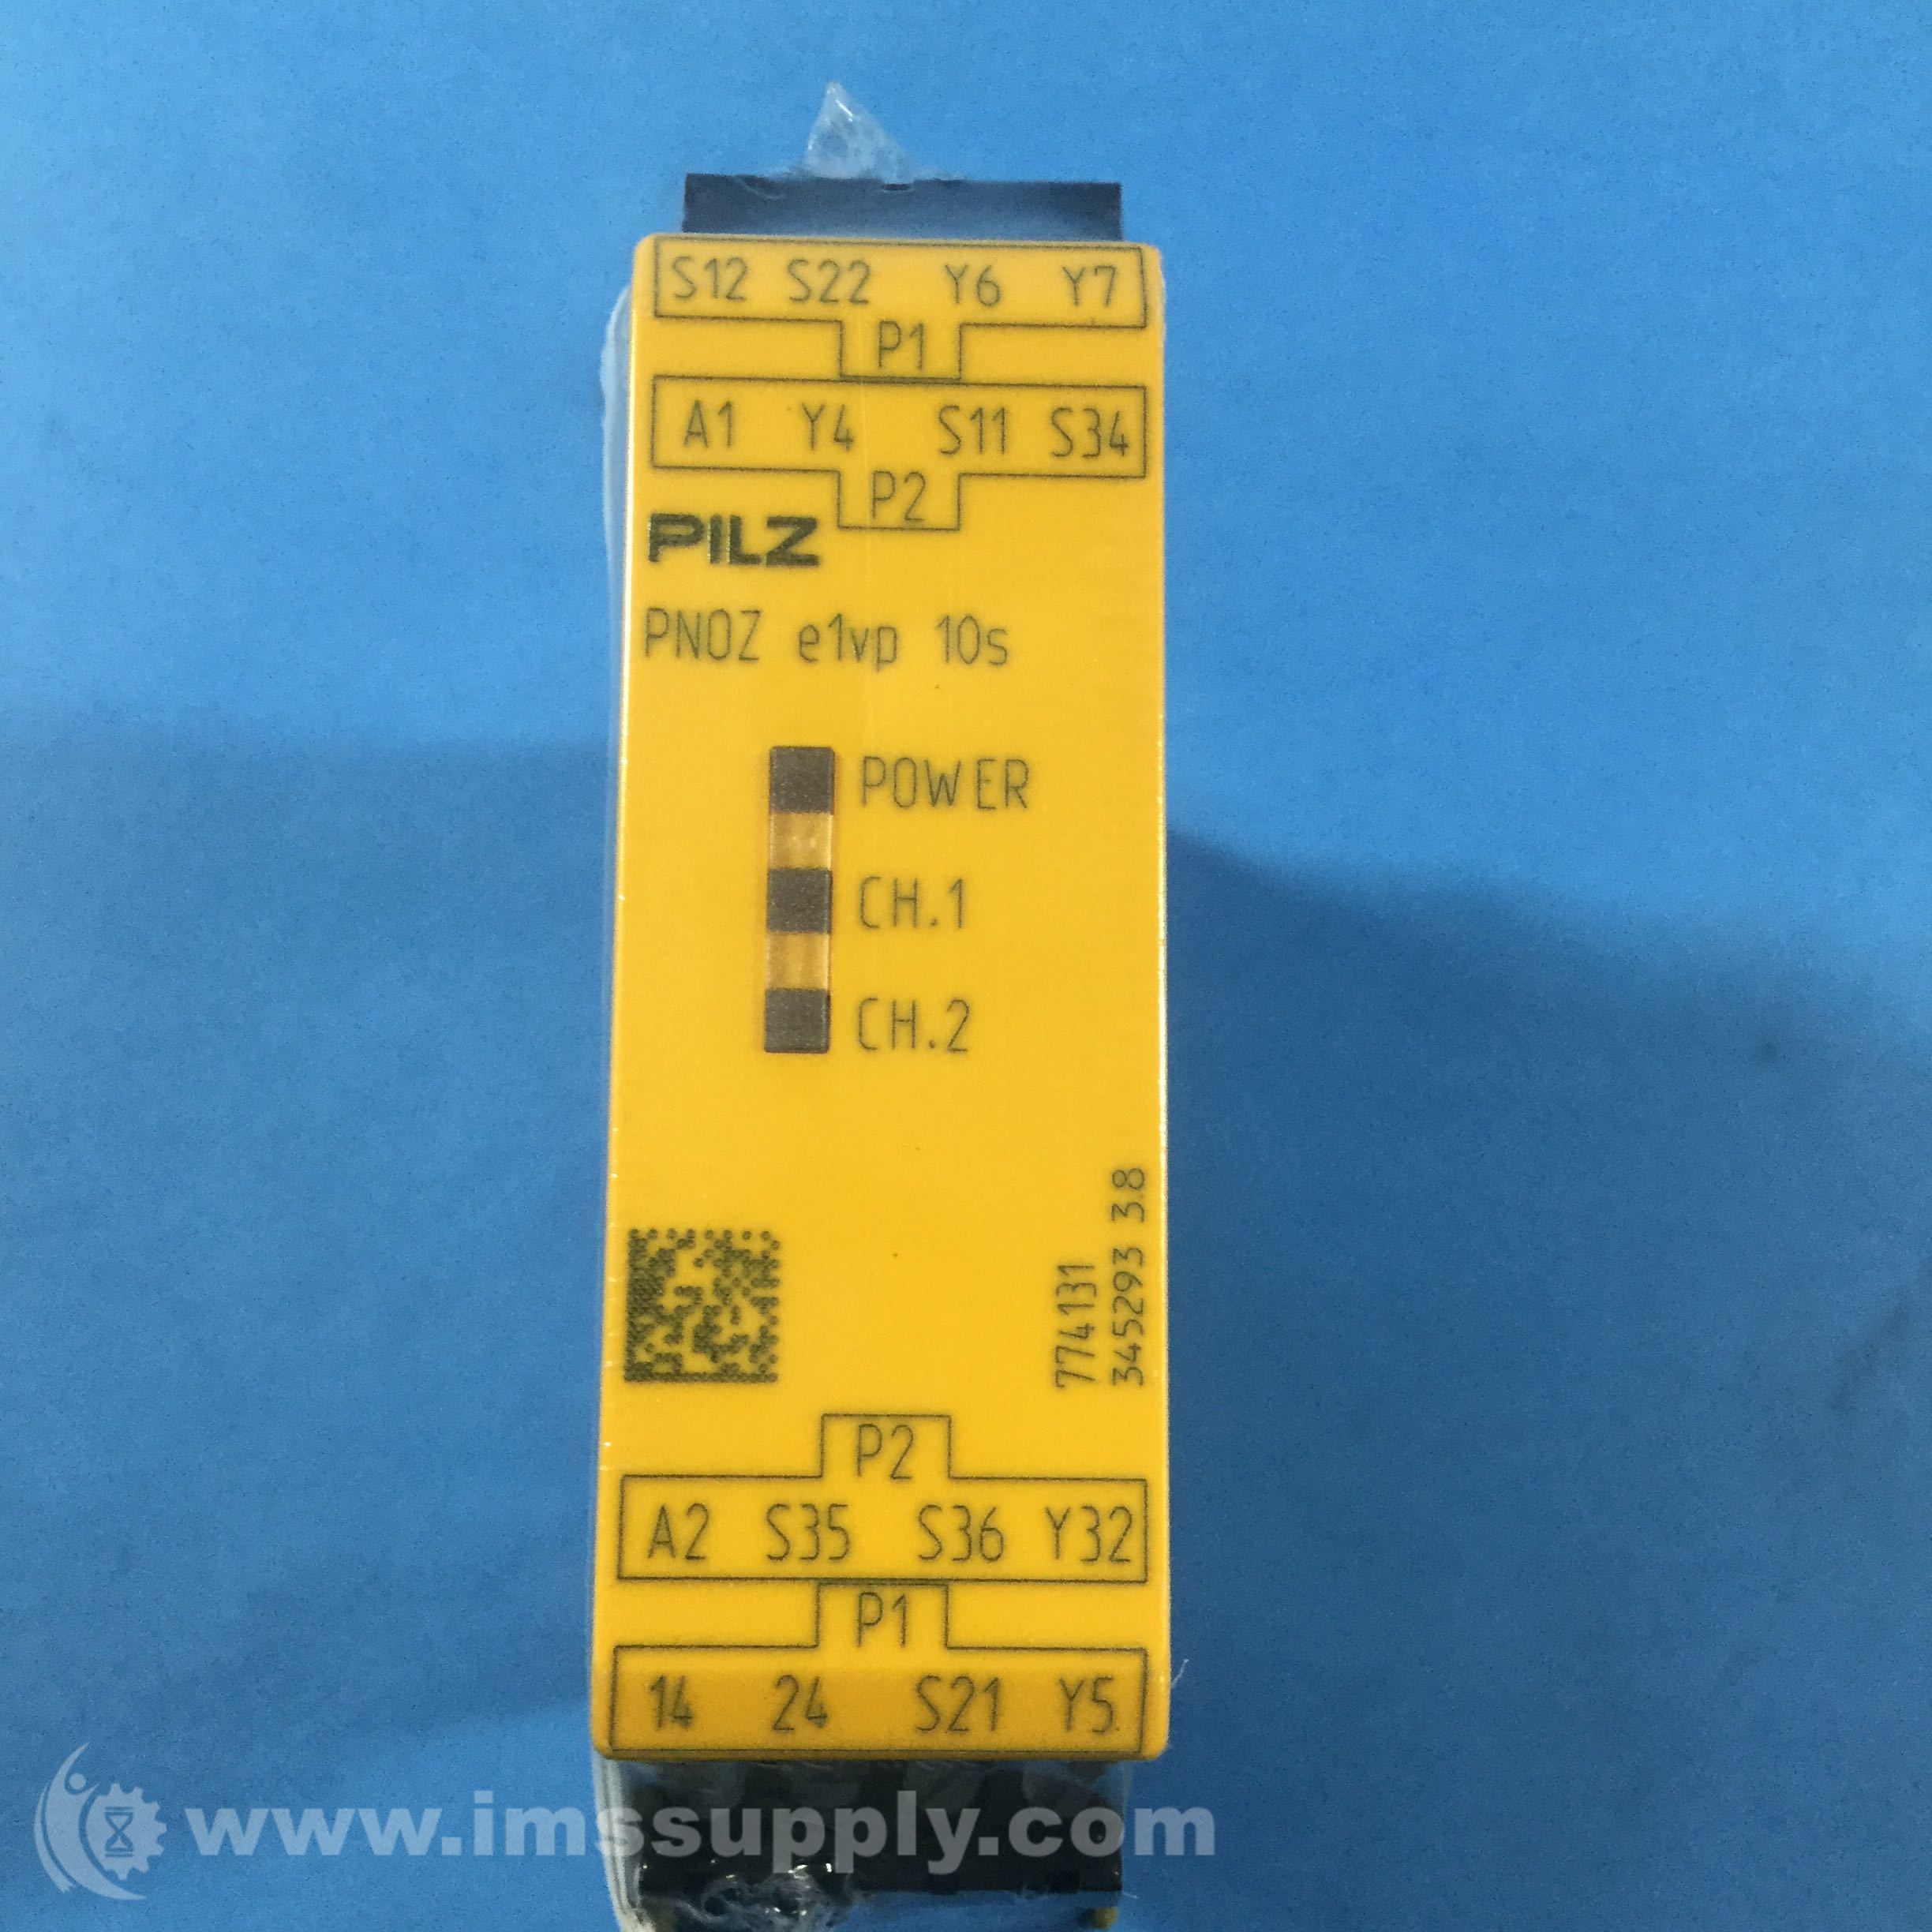 S12 S22 Y6 Y7
P1
A1 Y4 S11 S34
P2
PILZ
PNOZ e1vp 10s
POWER
CH.1
CH.2
774131
345293 3.8
P2
A2 S35 S36 Y32
P1
14 24 S21 Y5
www.imssupply.com